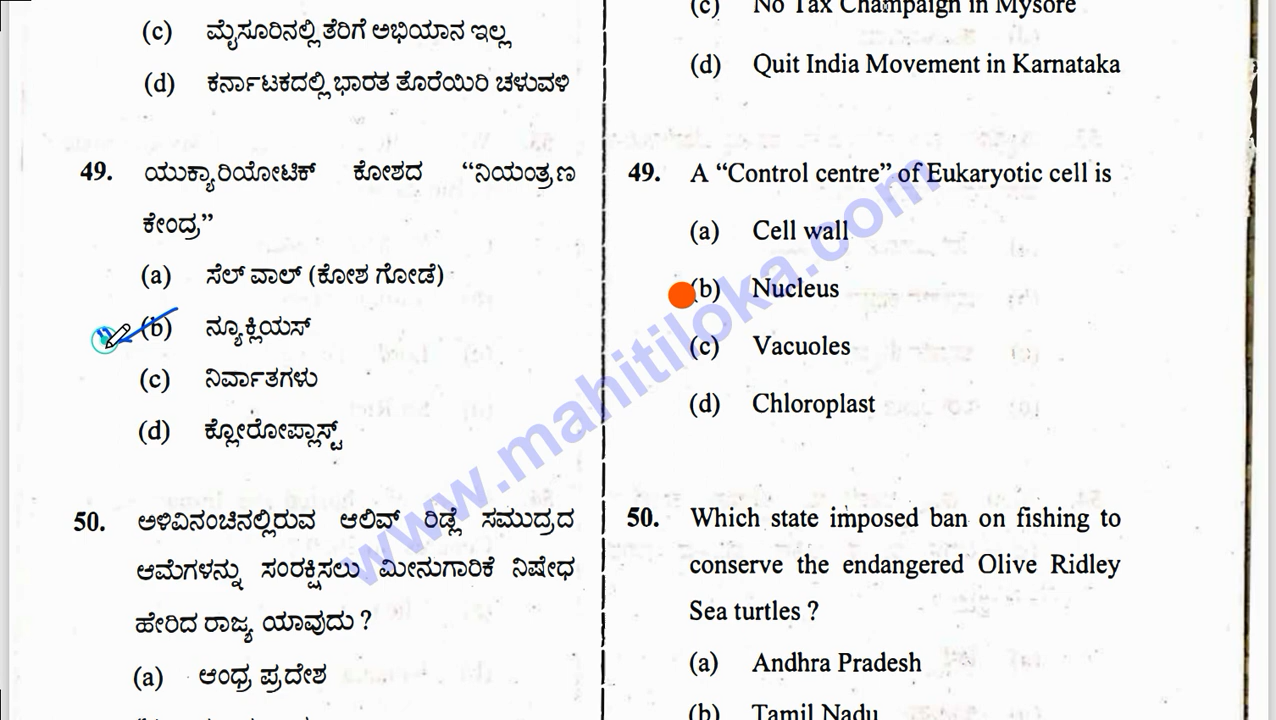 (c) ಮೈಸೂರಿನಲ್ಲಿ ತೆರಿಗೆ ಅಭಿಯಾನ ಇಲ್ಲ
(d) ಕರ್ನಾಟಕದಲ್ಲಿ ಭಾರತ ತೊರೆಯಿರಿ ಚಳುವಳಿ
49. ಯುಕ್ಯಾರಿಯೋಟಿಕ್ ಕೋಶದ “ನಿಯಂತ್ರಣ
ಕೇಂದ್ರ”
(a) ಸೆಲ್ ವಾಲ್ (ಕೋಶ ಗೋಡೆ)
(b) ನ್ಯೂಕ್ಲಿಯಸ್
(c) ನಿರ್ವಾತಗಳು
(d) ಕ್ಲೋರೋಪ್ಲಾಸ್ಟ್
50. ಅಳಿವಿನಂಚಿನಲ್ಲಿರುವ ಆಲಿವ್ ರಿಡ್ಲೆ ಸಮುದ್ರದ
ಆಮೆಗಳನ್ನು ಸಂರಕ್ಷಿಸಲು ಮೀನುಗಾರಿಕೆ ನಿಷೇಧ
ಹೇರಿದ ರಾಜ್ಯ ಯಾವುದು ?
(a) ಆಂಧ್ರ ಪ್ರದೇಶ
(c) No Tax Champaign in Mysore
(d) Quit India Movement in Karnataka
49. A “Control centre” of Eukaryotic cell is
(a) Cell wall
(b) Nucleus
(c) Vacuoles
(d) Chloroplast
50. Which state imposed ban on fishing to
conserve the endangered Olive Ridley
Sea turtles ?
(a) Andhra Pradesh
(b) Tamil Nadu
www.mahitiloka.com